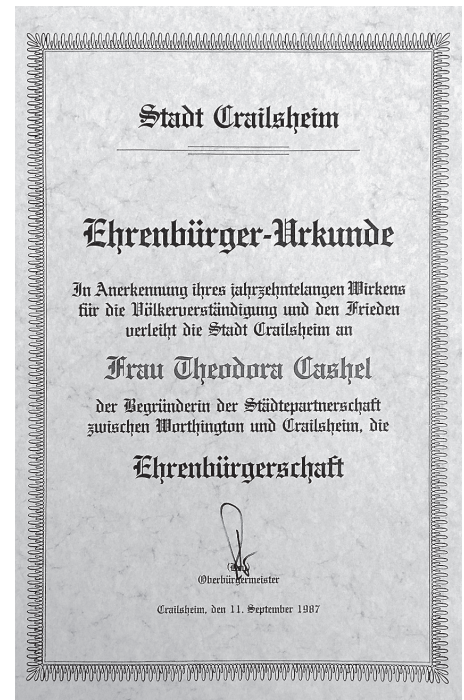 Stadt Crailsheim
Ehrenbürger-Urkunde
In Anerkennung ihres jahrzehntelangen Wirkens
für die Völkerverständigung und den Frieden
verleiht die Stadt Crailsheim an
Frau Theodora Cashel
der Begründerin der Städtepartnerschaft
zwischen Worthington und Crailsheim, die
Ehrenbürgerschaft
Oberbürgermeister
Crailsheim, den 11. September 1987